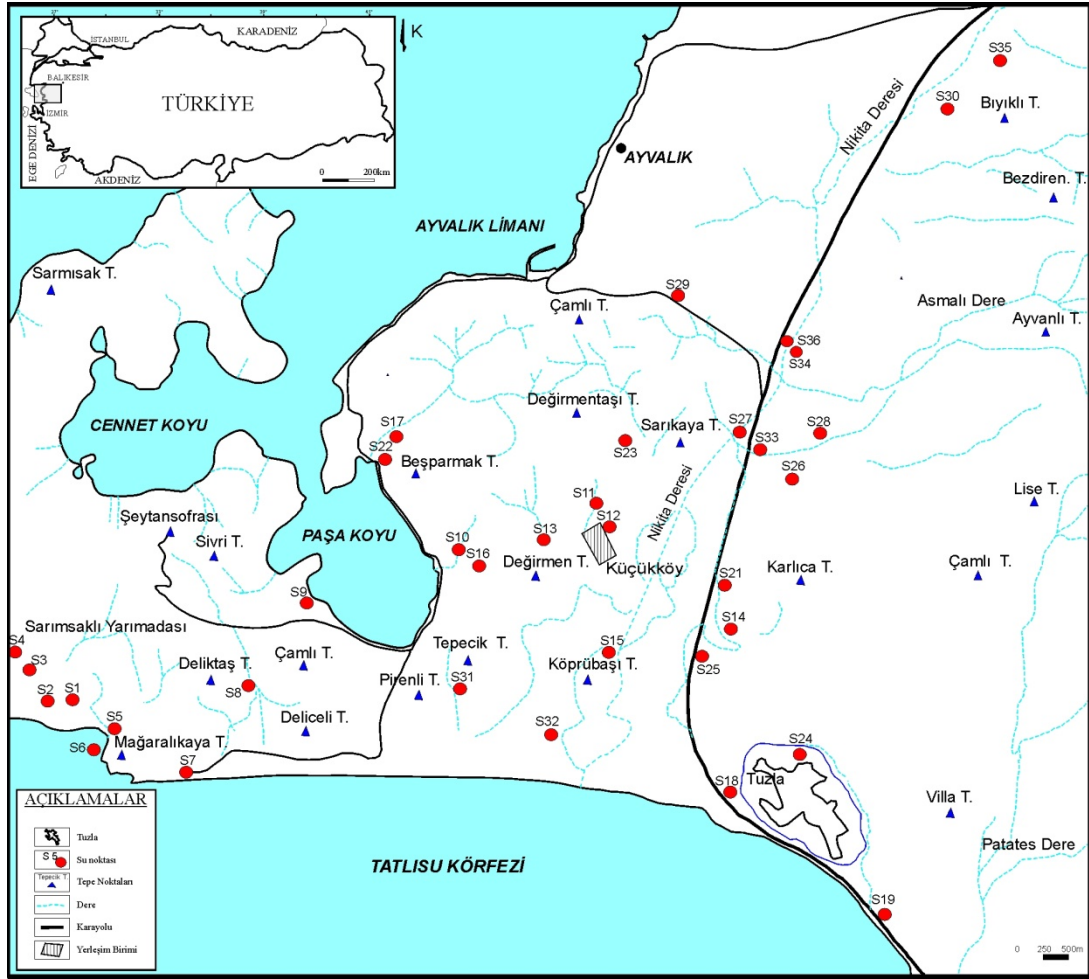 KARADENİZ
İSTANBUL
BALIKESİR
TÜRKİYE
İZMİR
EGE DENİZİ
AKDENİZ
0 200km
K
S35
S30
Bıyıklı T.
Nikita Deresi
AYVALIK
Bezdiren. T.
AYVALIK LİMANI
Sarmısak T.
S29
Çamlı T.
Asmalı Dere
Ayvanlı T.
S36
S34
Değirmentaşı T.
CENNET KOYU
S17
S27
S28
Sarıkaya T.
S33
S22
S23
Beşparmak T.
S26
Nikita Deresi
Lise T.
S11
Şeytansofrası
S12
PAŞA KOYU
S13
Sivri T.
S10
S16
Değirmen T.
Küçükköy
Karlıca T.
Çamlı T.
S21
S9
S14
Sarımsaklı Yarımadası
S4
S3
S15
Tepecik T.
S25
Çamlı T.
Deliktaş T.
Köprübaşı T.
Pirenli T.
S8
S2
S1
S31
Deliceli T.
S5
S32
S6
Mağaralıkaya T.
S7
S24
Tuzla
S18
Villa T.
Patates Dere
TATLISU KÖRFEZİ
S19
AÇIKLAMALAR
Tuzla
S 5
Su noktası
Tepecik T.
Tepe Noktaları
Dere
Karayolu
Yerleşim Birimi
0 250 500m